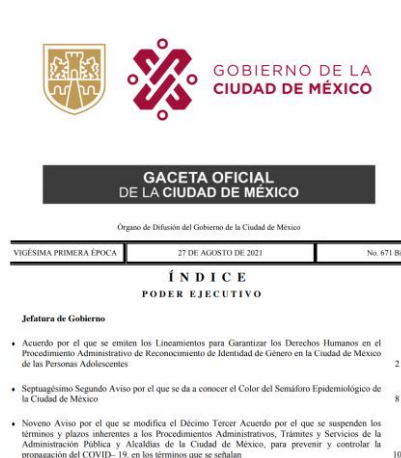 GOBIERNO DE LA
CIUDAD DE MÉXICO
GACETA OFICIAL
DE LA CIUDAD DE MÉXICO
Órgano de Difusión del Gobierno de la Ciudad de México
VIGÉSIMA PRIMERA ÉPOCA 27 DE AGOSTO DE 2021 No. 671 B
ÍNDICE
PODER EJECUTIVO
Jefatura de Gobierno
♦ Acuerdo por el que se emiten los Lineamientos para Garantizar los Derechos Humanos en el
Procedimiento Administrativo de Reconocimiento de Identidad de Género en la Ciudad de México
de las Personas Adolescentes 2
♦ Septuagésimo Segundo Aviso por el que se da a conocer el Color del Semáforo Epidemiológico de
la Ciudad de México 8
♦ Noveno Aviso por el que se modifica el Décimo Tercer Acuerdo por el que se suspenden los
términos y plazos inherentes a los Procedimientos Administrativos, Trámites y Servicios de la
Administración Pública y Alcaldías de la Ciudad de México, para prevenir y controlar la
propagación del COVID– 19, en los términos que se señalan 10